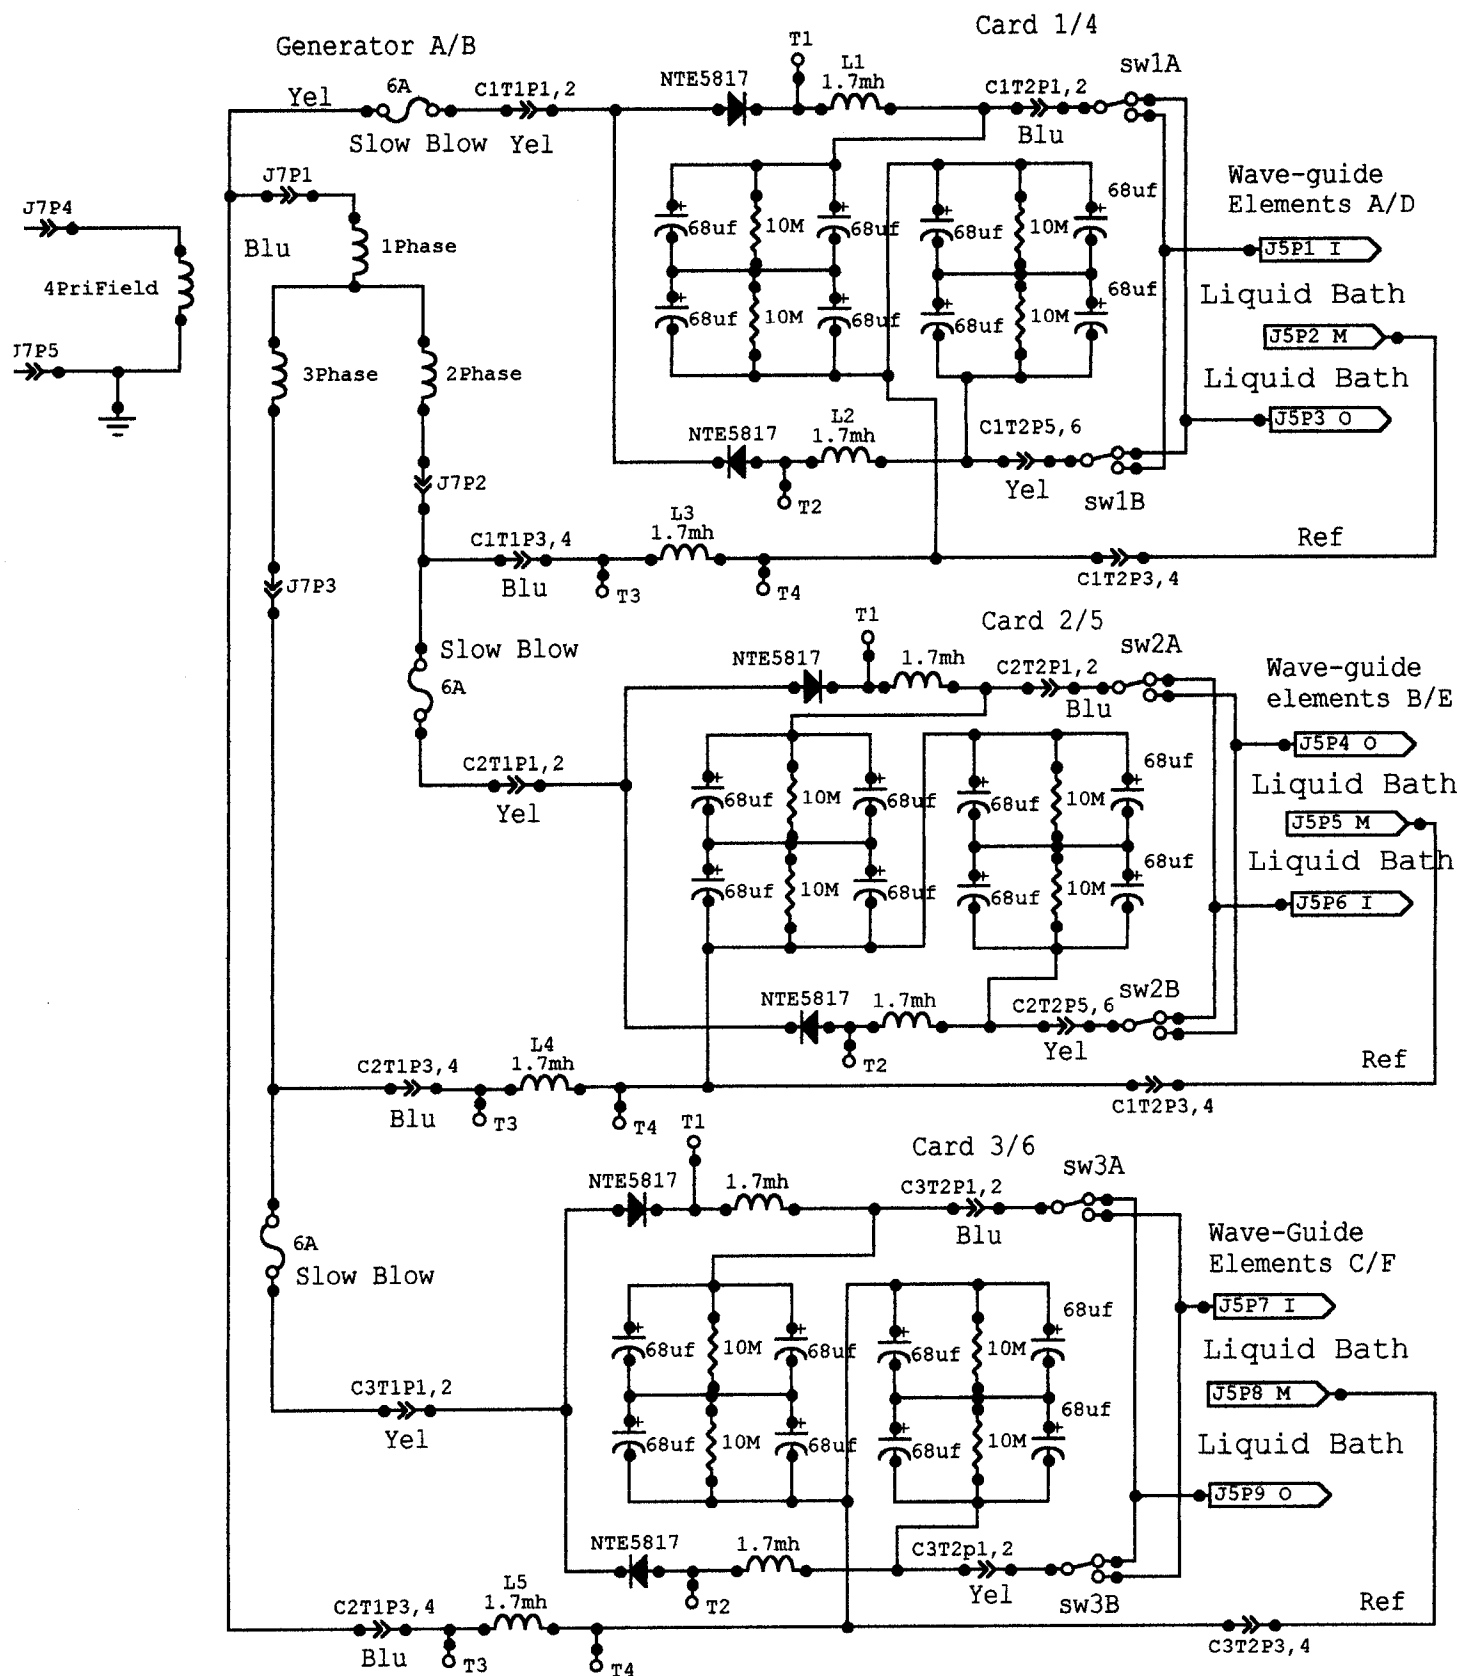 Card 1/4
Generator A/B
T1
L1
1.7mh
NTE5817
C1T2P1,2
sw1A
Yel
6A
C1T1P1,2
Slow Blow
Yel
Blu
J7P1
J7P4
Blu
1Phase
4PriField
J7P5
3Phase
2Phase
68uf
10M
68uf
68uf
10M
68uf
68uf
10M
68uf
68uf
10M
68uf
Wave-guide
Elements A/D
J5P1 I
Liquid Bath
J5P2 M
Liquid Bath
J5P3 O
NTE5817
L2
1.7mh
C1T2P5,6
T2
Yel
sw1B
J7P2
C1T1P3,4
L3
1.7mh
Ref
Blu
T3
T4
C1T2P3,4
J7P3
T1
Card 2/5
Slow Blow
6A
NTE5817
1.7mh
C2T2P1,2
sw2A
Blu
Wave-guide
elements B/E
J5P4 O
C2T1P1,2
Yel
68uf
10M
68uf
68uf
10M
68uf
68uf
10M
68uf
68uf
10M
68uf
Liquid Bath
J5P5 M
Liquid Bath
J5P6 I
NTE5817
1.7mh
C2T2P5,6
sw2B
T2
Yel
C2T1P3,4
L4
1.7mh
Ref
Blu
T3
T4
C1T2P3,4
T1
Card 3/6
NTE5817
1.7mh
C3T2P1,2
sw3A
Blu
6A
Slow Blow
Wave-Guide
Elements C/F
J5P7 I
C3T1P1,2
Yel
68uf
10M
68uf
68uf
10M
68uf
68uf
10M
68uf
68uf
10M
68uf
Liquid Bath
J5P8 M
Liquid Bath
J5P9 O
NTE5817
1.7mh
C3T2p1,2
T2
Yel
sw3B
C2T1P3,4
L5
1.7mh
Ref
Blu
T3
T4
C3T2P3,4